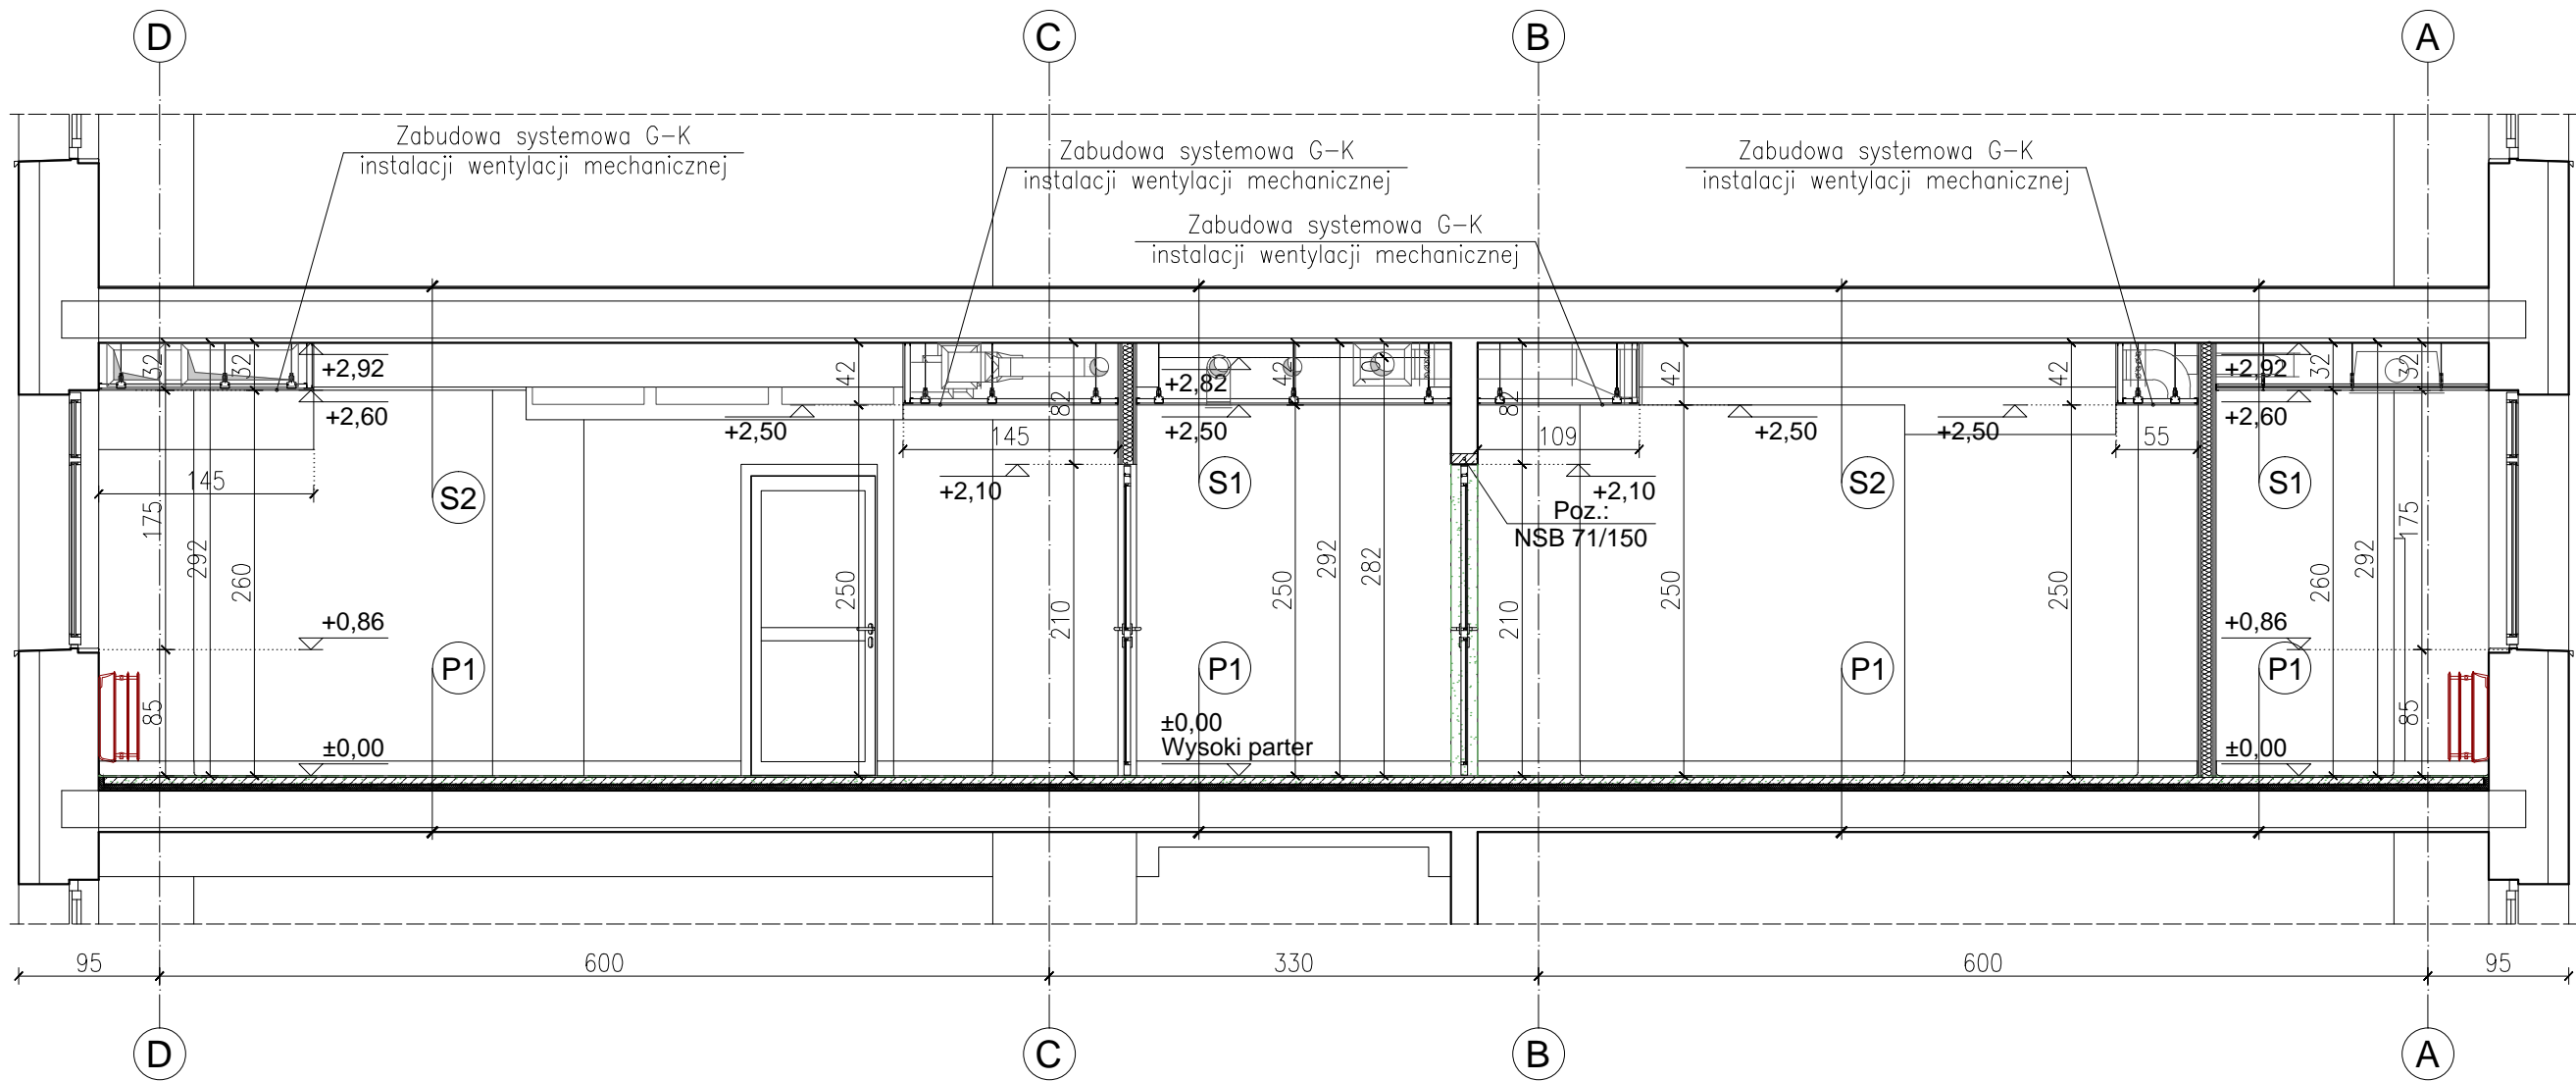 D
C
B
A
Zabudowa systemowa G-K
instalacji wentylacji mechanicznej
Zabudowa systemowa G-K
instalacji wentylacji mechanicznej
Zabudowa systemowa G-K
instalacji wentylacji mechanicznej
Zabudowa systemowa G-K
instalacji wentylacji mechanicznej
32
32
+2,92
42
82
+2,82
42
82
42
42
+2,92
32
32
+2,60
+2,50
+2,50
+2,50
+2,50
+2,60
145
145
109
55
S2
+2,10
S1
+2,10
S2
S1
Poz.:
NSB 71/150
175
292
260
250
210
250
292
282
210
250
250
260
292
175
+0,86
+0,86
P1
P1
P1
P1
85
85
±0,00
±0,00
Wysoki parter
±0,00
95
600
330
600
95
D
C
B
A